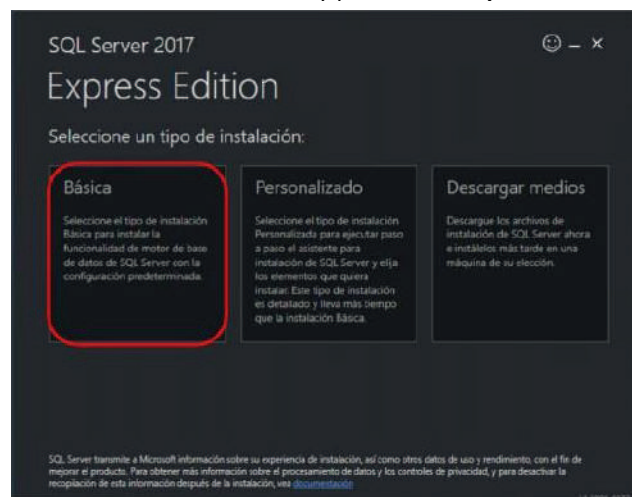 SQL Server 2017
Express Edition
Seleccione un tipo de instalación:
Básica
Seleccione el tipo de instalación
Básica para instalar la
funcionalidad de motor de base
de datos de SQL Server con la
configuración predeterminada.
Personalizado
Seleccione el tipo de instalación
Personalizada para ejecutar paso
a paso el asistente para
instalación de SQL Server y elija
los elementos que quiera
instalar. Este tipo de instalación
es detallado y lleva más tiempo
que la instalación Básica.
Descargar medios
Descargue los archivos de
instalación de SQL Server ahora
e instálelos más tarde en una
máquina de su elección.
SQL Server transmite a Microsoft información sobre su experiencia de instalación, así como otros datos de uso y rendimiento, con el fin de
mejorar el producto. Para obtener más información sobre el procesamiento de datos y los controles de privacidad, y para desactivar la
recopilación de esta información después de la instalación, vea documentación